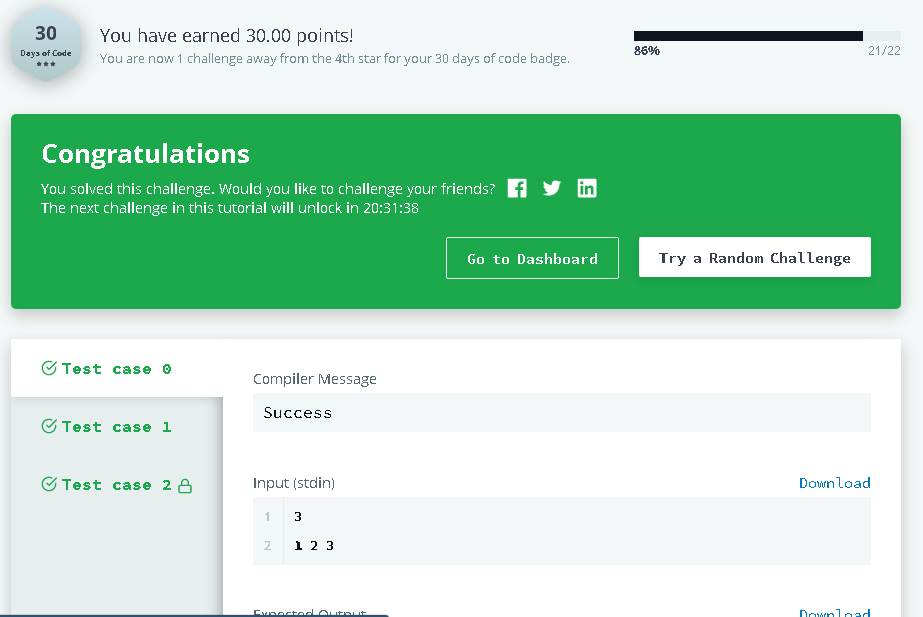 30
Days of Code
You have earned 30.00 points!
You are now 1 challenge away from the 4th star for your 30 days of code badge.
86%
21/22
Congratulations
You solved this challenge. Would you like to challenge your friends?
The next challenge in this tutorial will unlock in 20:31:38
Go to Dashboard
Try a Random Challenge
Test case 0
Test case 1
Test case 2
Compiler Message
Success
Input (stdin)
Download
1 3
2 1 2 3
Expected Output
Download